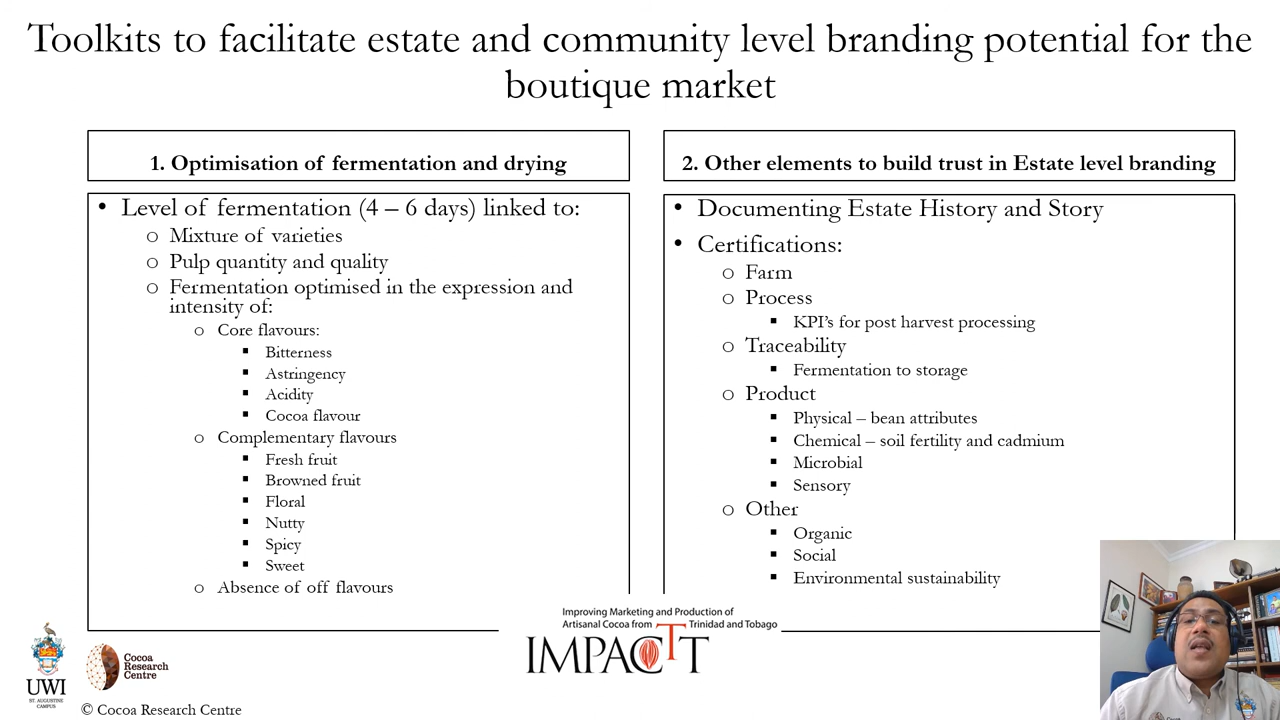 Toolkits to facilitate estate and community level branding potential for the
boutique market
1. Optimisation of fermentation and drying
• Level of fermentation (4 – 6 days) linked to:
o Mixture of varieties
o Pulp quantity and quality
o Fermentation optimised in the expression and
intensity of:
o Core flavours:
▪ Bitterness
▪ Astringency
▪ Acidity
▪ Cocoa flavour
o Complementary flavours
▪ Fresh fruit
▪ Browned fruit
▪ Floral
▪ Nutty
▪ Spicy
▪ Sweet
o Absence of off flavours
2. Other elements to build trust in Estate level branding
• Documenting Estate History and Story
• Certifications:
o Farm
o Process
▪ KPI's for post harvest processing
o Traceability
▪ Fermentation to storage
o Product
▪ Physical – bean attributes
▪ Chemical – soil fertility and cadmium
▪ Microbial
▪ Sensory
o Other
▪ Organic
▪ Social
▪ Environmental sustainability
Improving Marketing and Production of
Artisanal Cocoa from Trinidad and Tobago
IMPACTT
UWI
ST. AUGUSTINE
CAMPUS
Cocoa
Research
Centre
© Cocoa Research Centre